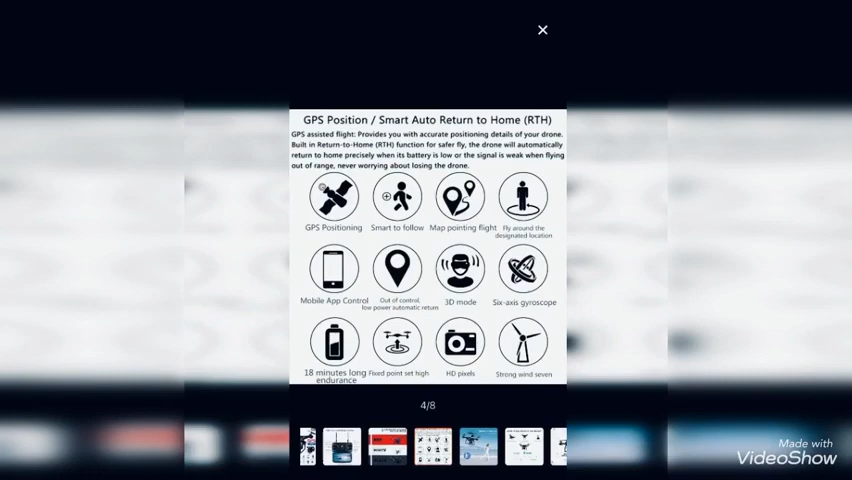 GPS Position / Smart Auto Return to Home (RTH)
GPS assisted flight: Provides you with accurate positioning details of your drone.
Built in Return-to-Home (RTH) function for safer fly, the drone will automatically
return to home precisely when its battery is low or the signal is weak when flying
out of range, never worrying about losing the drone.
GPS Positioning
Smart to follow
Map pointing flight
Fly around the
designated location
Mobile App Control
Out of control,
low power automatic return
3D mode
Six-axis gyroscope
18 minutes long
endurance
Fixed point set high
HD pixels
Strong wind seven
4/8
Made with
VideoShow